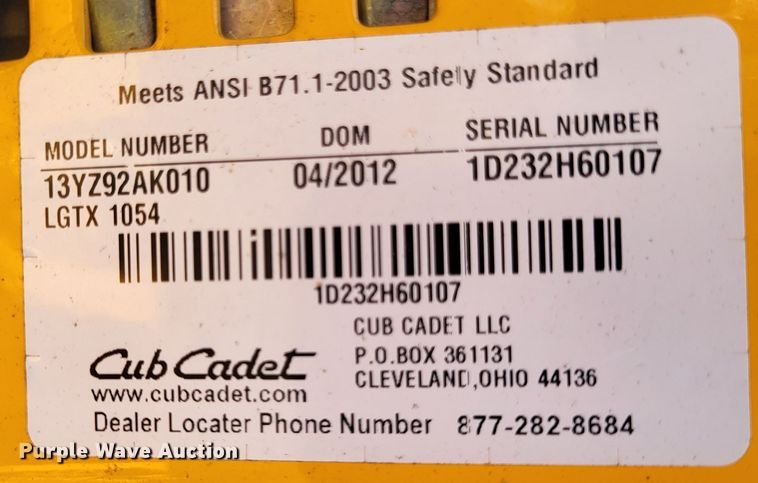 Meets ANSI B71.1-2003 Safety Standard
MODEL NUMBER DOM SERIAL NUMBER
13YZ92AK010 04/2012 1D232H60107
LGTX 1054
1D232H60107
CUB CADET LLC
P.O.BOX 361131
CLEVELAND,OHIO 44136
Cub Cadet
www.cubcadet.com
Dealer Locater Phone Number 877-282-8684
Purple Wave Auction